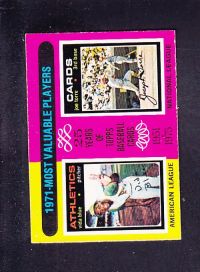 1971-MOST VALUABLE PLAYERS
CARDS
joe torre 3rd-base
NATIONAL LEAGUE
25
YEARS
OF
TOPPS
BASEBALL
CARDS
1951
1975
ATHLETICS
vida blue pitcher
AMERICAN LEAGUE